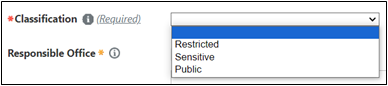 *Classification i (Required)
Restricted
Sensitive
Public
Responsible Office * i